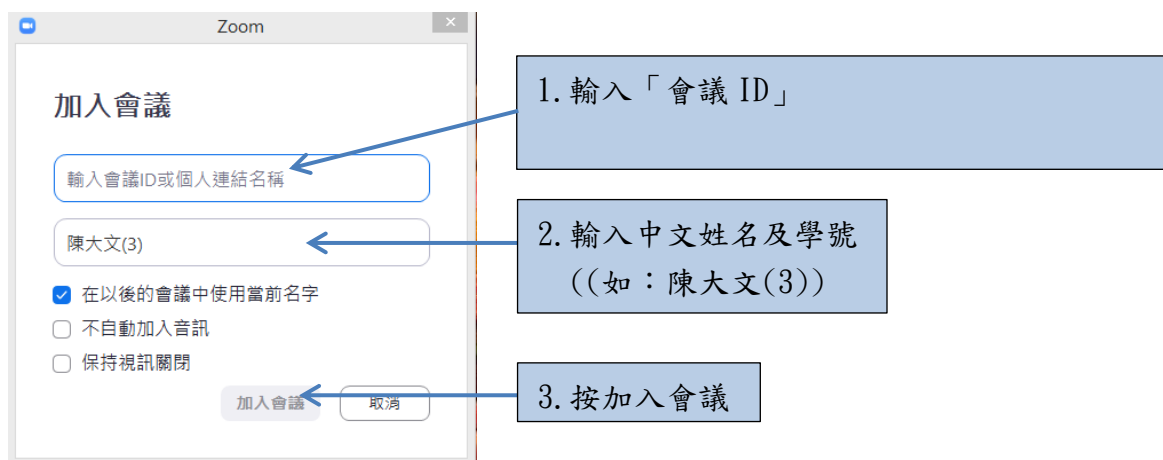 Zoom
加入會議
輸入會議ID或個人連結名稱
陳大文(3)
在以後的會議中使用當前名字
不自動加入音訊
保持視訊關閉
加入會議
取消
1.輸入「會議 ID」
2.輸入中文姓名及學號
((如：陳大文(3))
3.按加入會議